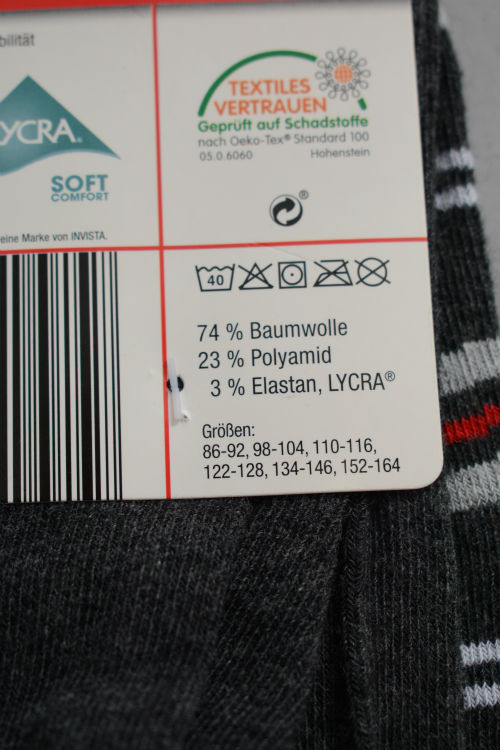 bilität
LYCRA®
SOFT
COMFORT
eine Marke von INVISTA.
TEXTILES
VERTRAUEN
Geprüft auf Schadstoffe
nach Oeko-Tex® Standard 100
05.0.6060 Hohenstein
®
40
74 % Baumwolle
23 % Polyamid
3 % Elastan, LYCRA®
Größen:
86-92, 98-104, 110-116,
122-128, 134-146, 152-164